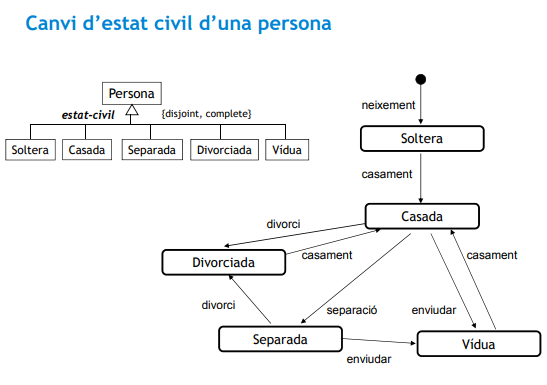 Canvi d'estat civil d'una persona
Persona
estat-civil
{disjoint, complete}
Soltera
Casada
Separada
Divorciada
Vídua
neixement
Soltera
casament
Casada
divorci
Divorciada
casament
casament
divorci
separació
enviudar
Separada
enviudar
Vídua